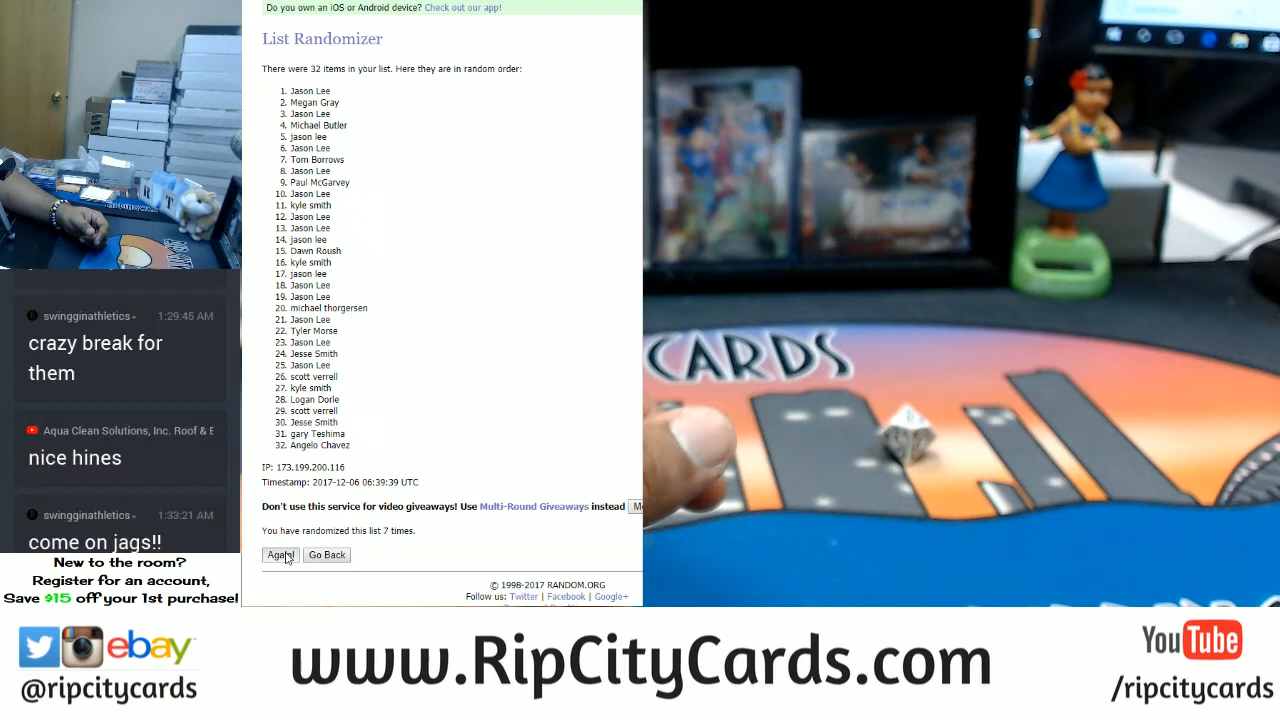 Do you own an iOS or Android device? Check out our app!
List Randomizer
There were 32 items in your list. Here they are in random order:
1. Jason Lee
2. Megan Gray
3. Jason Lee
4. Michael Butler
5. jason lee
6. Jason Lee
7. Tom Borrows
8. Jason Lee
9. Paul McGarvey
10. Jason Lee
11. kyle smith
12. Jason Lee
13. Jason Lee
14. jason lee
15. Dawn Roush
16. kyle smith
17. jason lee
18. Jason Lee
19. Jason Lee
20. michael thorgersen
21. Jason Lee
22. Tyler Morse
23. Jason Lee
24. Jesse Smith
25. Jason Lee
26. scott verrell
27. kyle smith
28. Logan Dorle
29. scott verrell
30. Jesse Smith
31. gary Teshima
32. Angelo Chavez
IP: 173.199.200.116
Timestamp: 2017-12-06 06:39:39 UTC
Don't use this service for video giveaways! Use Multi-Round Giveaways instead
You have randomized this list 7 times.
Again! Go Back
© 1998-2017 RANDOM.ORG
Follow us: Twitter | Facebook | Google+
swingginathletics 1:29:45 AM
crazy break for
them
Aqua Clean Solutions, Inc. Roof & E
nice hines
swingginathletics 1:33:21 AM
come on jags!!
New to the room?
Register for an account,
Save $15 off your 1st purchase!
CARDS
ebay
@ripcitycards
www.RipCityCards.com
YouTube
/ripcitycards